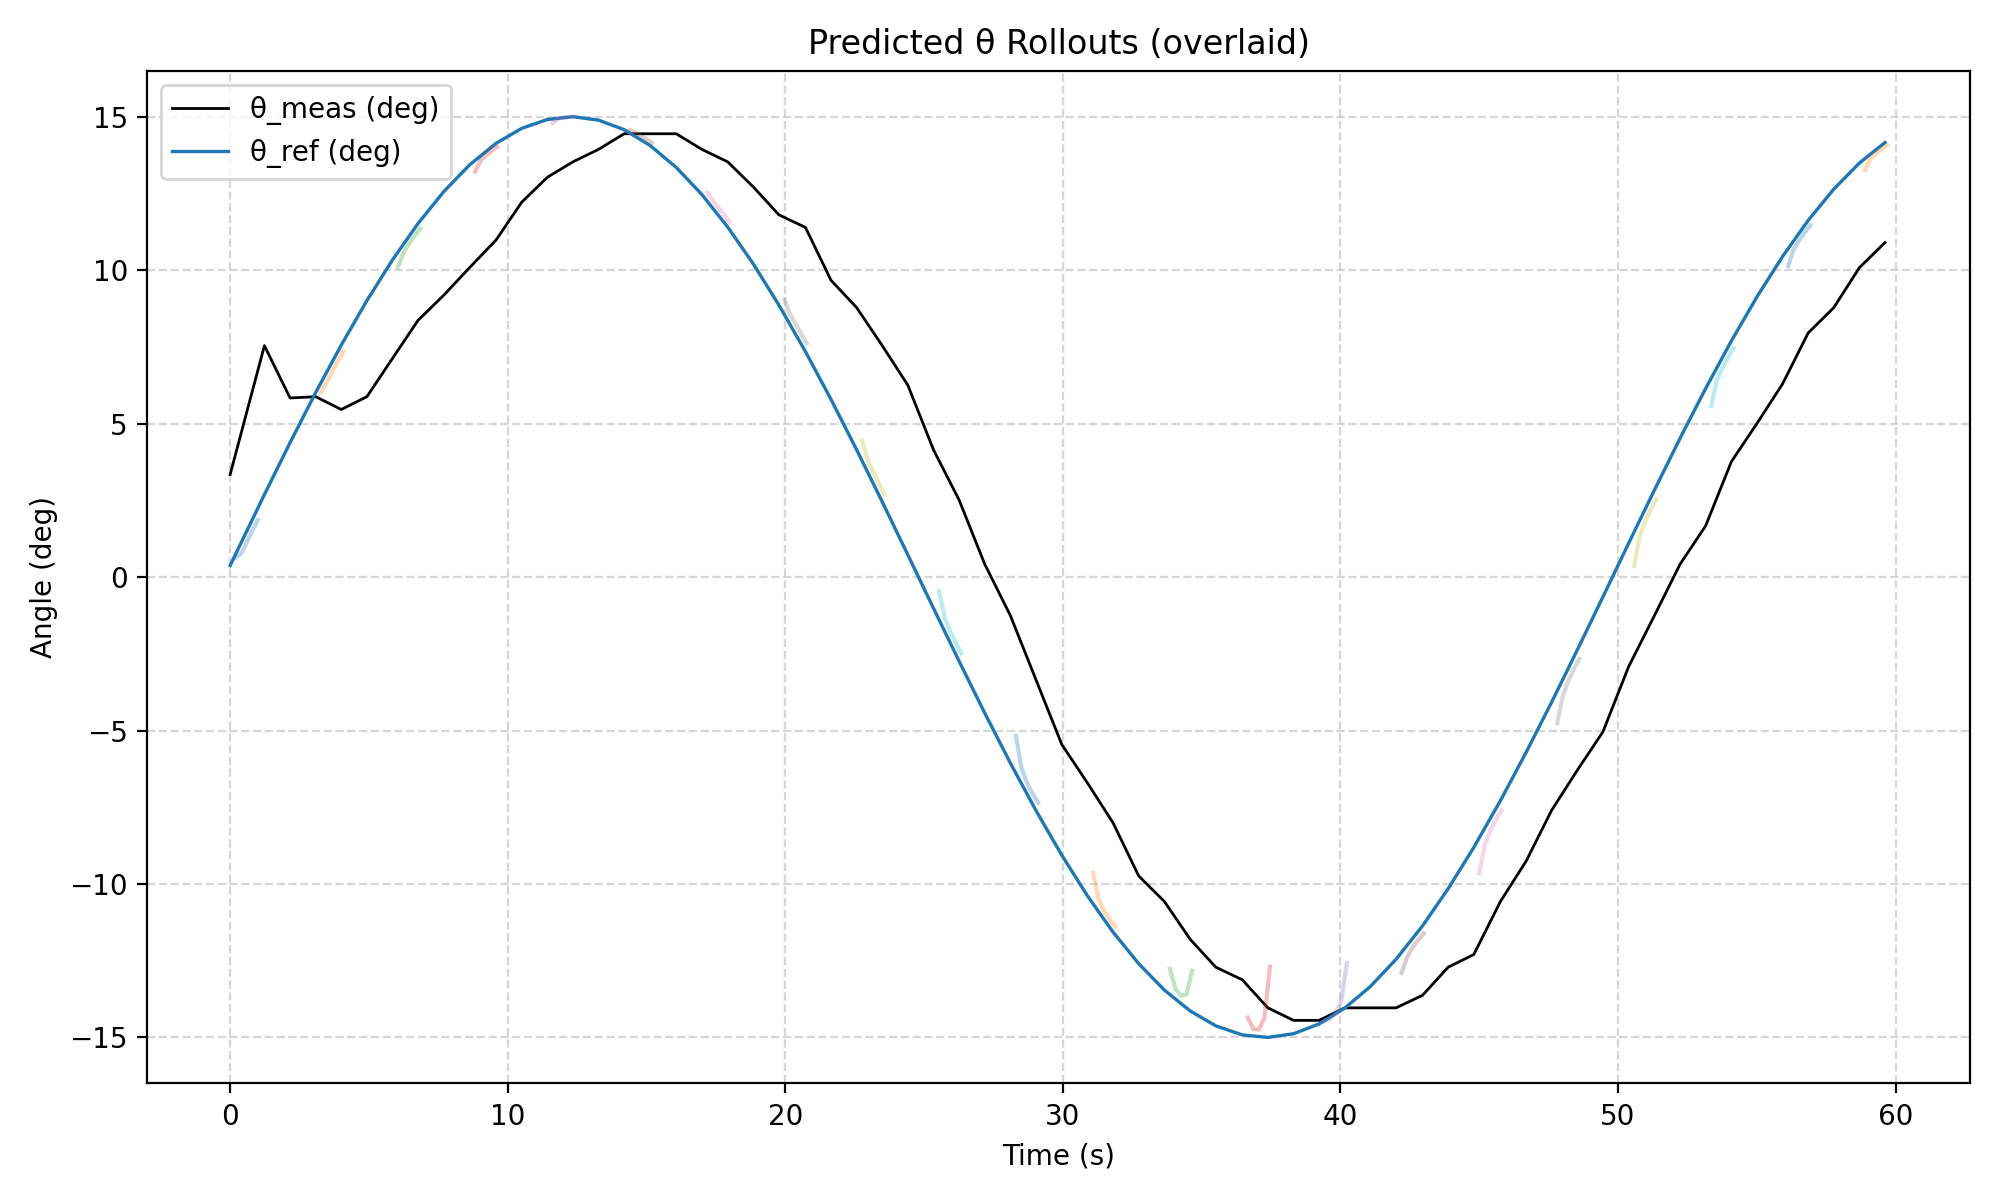 Predicted θ Rollouts (overlaid)
θ_meas (deg)
θ_ref (deg)
Angle (deg)
15
10
5
0
−5
−10
−15
0 10 20 30 40 50 60
Time (s)